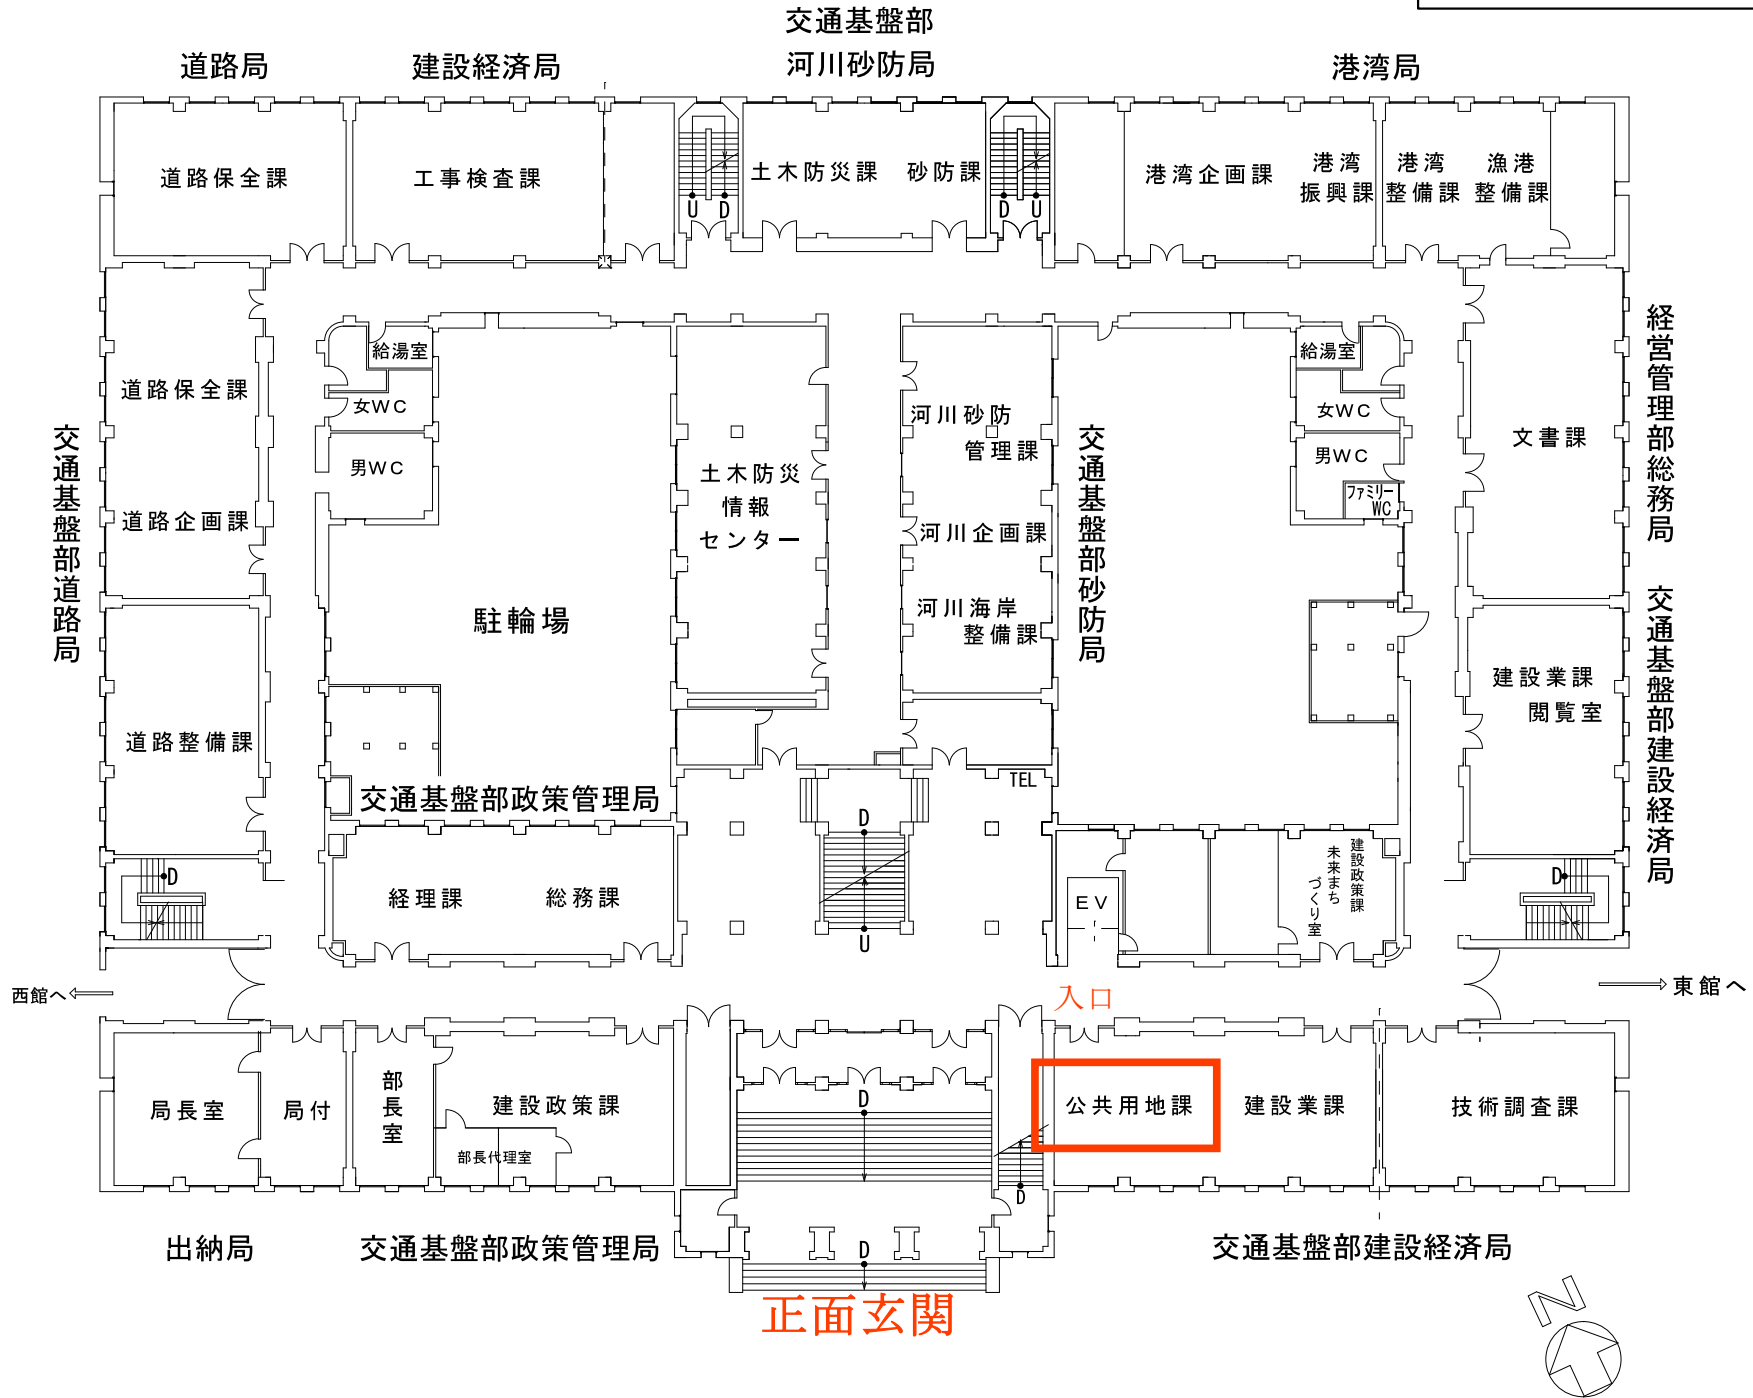 交通基盤部
河川砂防局
道路局
建設経済局
港湾局
道路保全課
工事検査課
土木防災課
砂防課
港湾企画課
港湾
振興課
港湾
整備課
漁港
整備課
U
D
D
U
給湯室
女WC
男WC
道路保全課
道路企画課
交通基盤部道路局
駐輪場
土木防災
情報
センター
河川砂防
管理課
河川企画課
河川海岸
整備課
交通基盤部砂防局
給湯室
女WC
男WC
ファミリー
WC
文書課
経営管理部総務局
建設業課
閲覧室
交通基盤部建設経済局
道路整備課
交通基盤部政策管理局
TEL
D
経理課
総務課
D
U
EV
建設政策課
未来まち
づくり室
D
西館へ
入口
東館へ
局長室
局付
部長室
建設政策課
部長代理室
D
公共用地課
建設業課
技術調査課
D
出納局
交通基盤部政策管理局
D
交通基盤部建設経済局
正面玄関
N